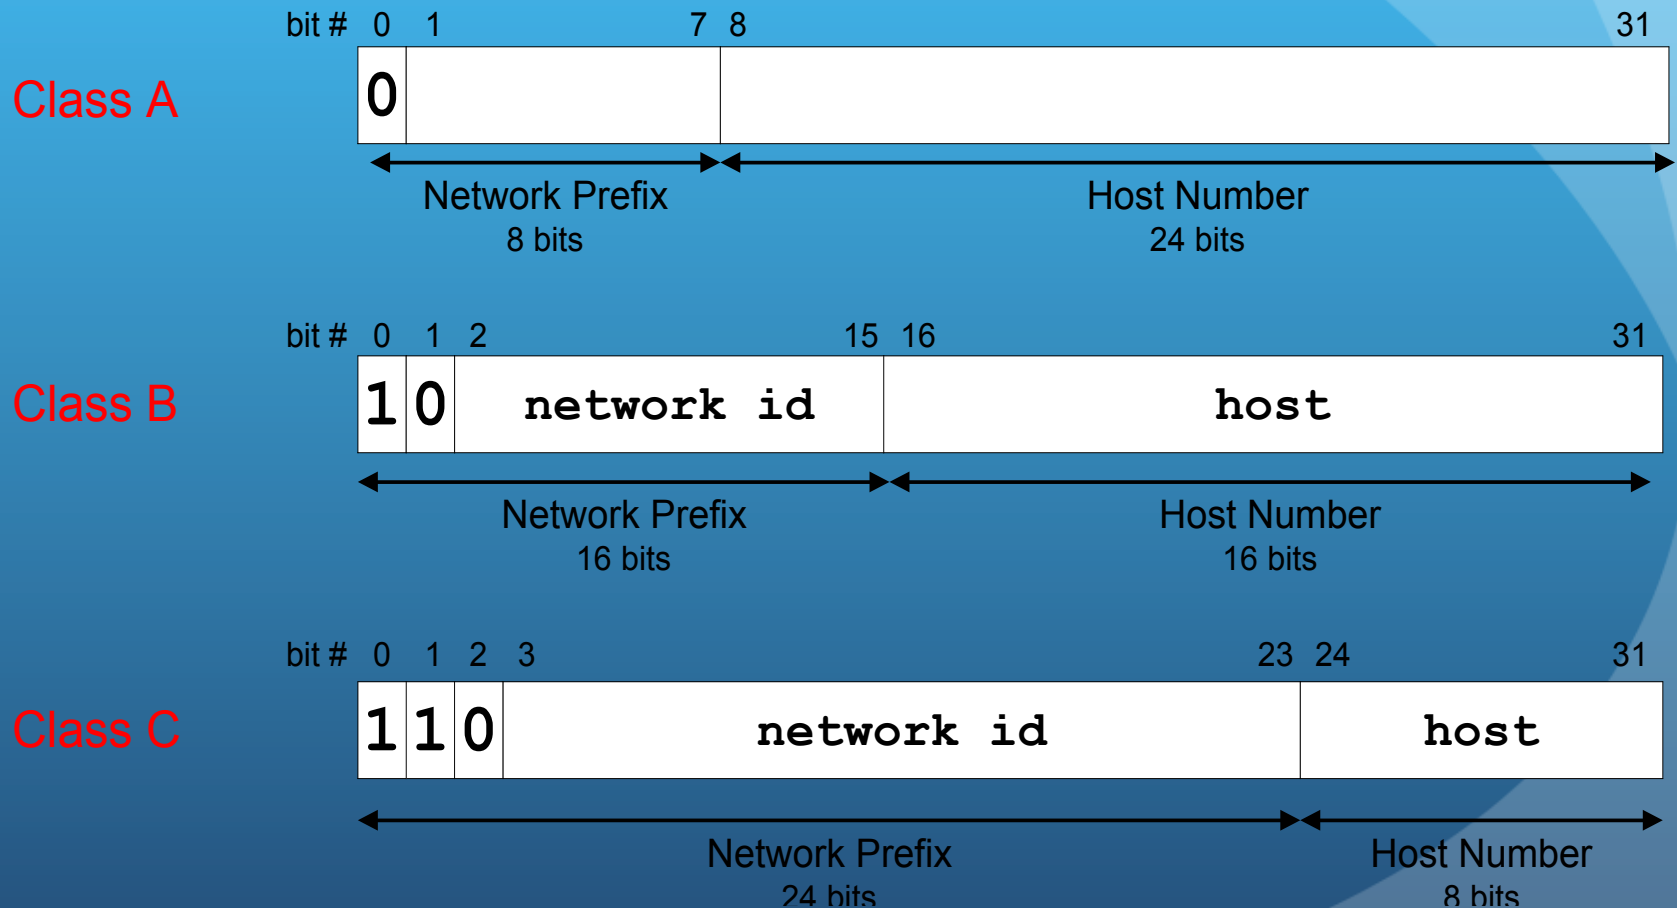 bit # 0 1 7 8 31
Class A 0
Network Prefix Host Number
8 bits 24 bits
bit # 0 1 2 15 16 31
Class B 1 0 network id host
Network Prefix Host Number
16 bits 16 bits
bit # 0 1 2 3 23 24 31
Class C 1 1 0 network id host
Network Prefix Host Number
24 bits 8 bits